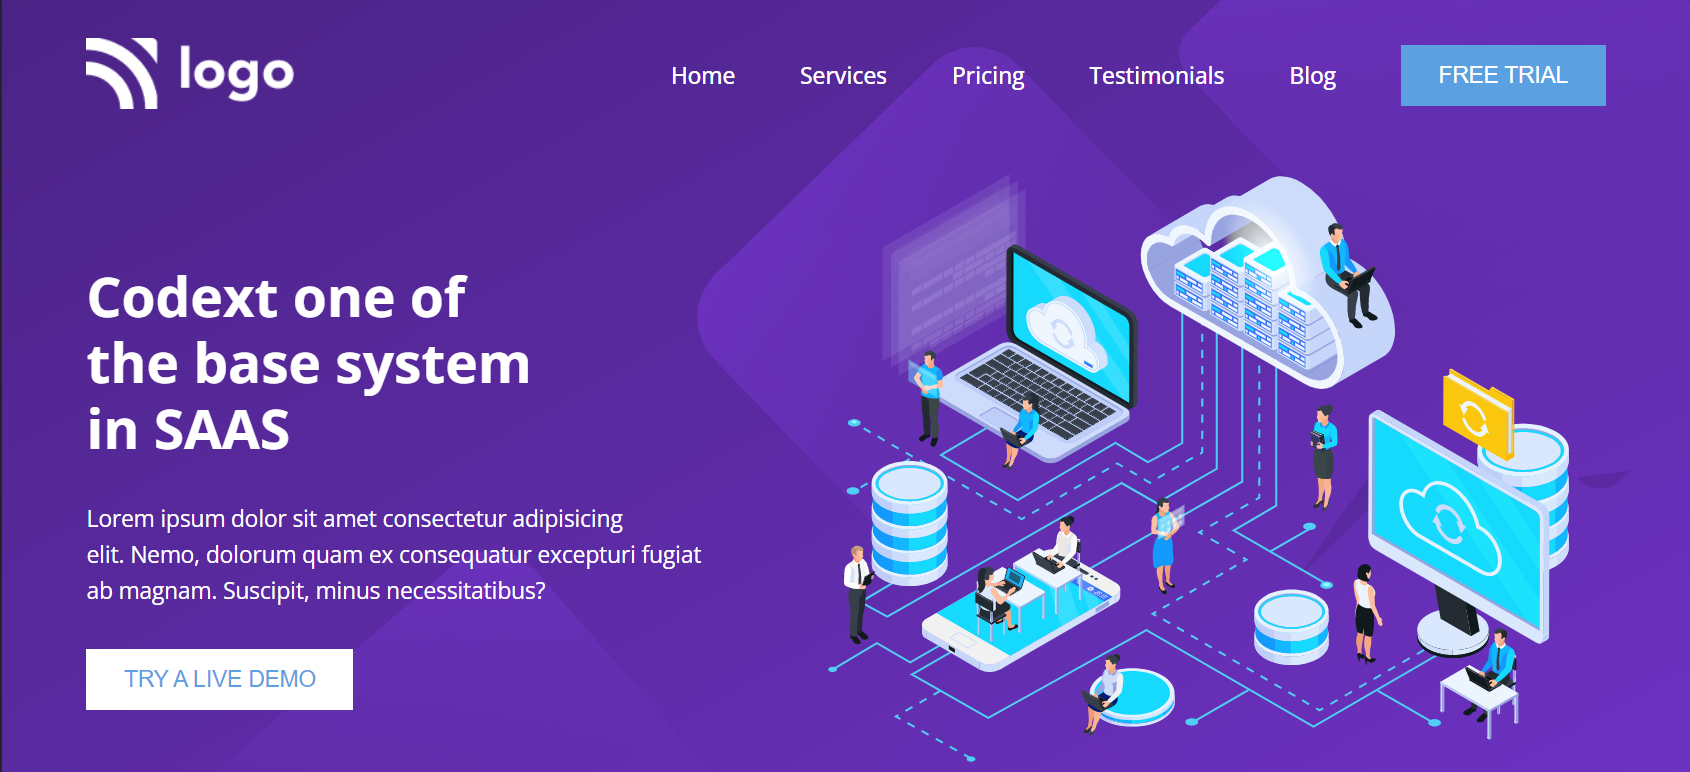 logo
Home Services Pricing Testimonials Blog FREE TRIAL
Codext one of
the base system
in SAAS
Lorem ipsum dolor sit amet consectetur adipisicing
elit. Nemo, dolorum quam ex consequatur excepturi fugiat
ab magnam. Suscipit, minus necessitatibus?
TRY A LIVE DEMO